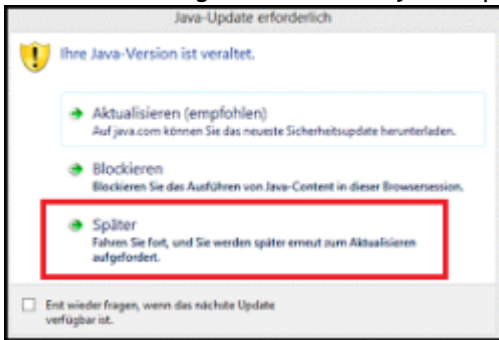 Java-Update erforderlich
Ihre Java-Version ist veraltet.
Aktualisieren (empfohlen)
Auf java.com können Sie das neueste Sicherheitsupdate herunterladen.
Blockieren
Blockieren Sie das Ausführen von Java-Content in dieser Browsersession.
Später
Fahren Sie fort, und Sie werden später erneut zum Aktualisieren
aufgefordert.
Erst wieder fragen, wenn das nächste Update
verfügbar ist.